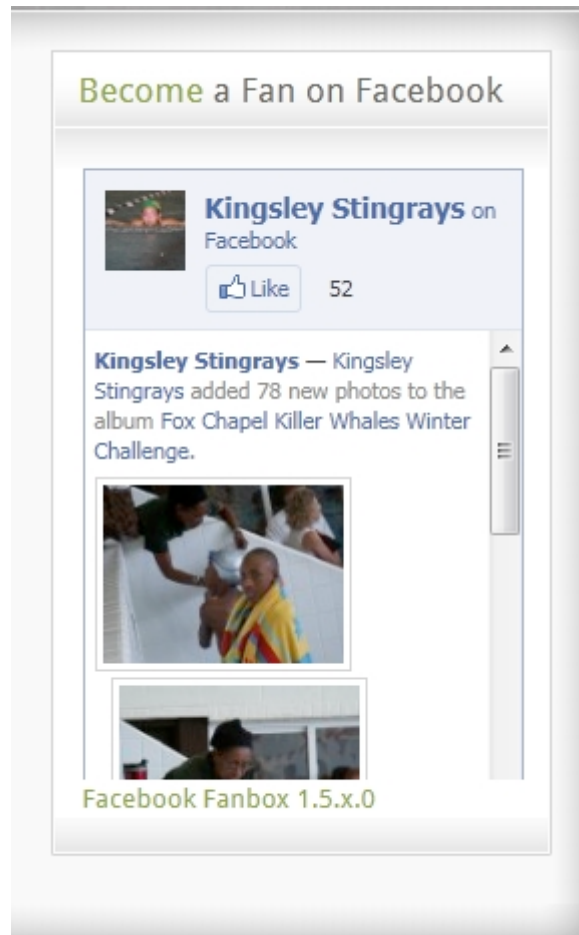 Become a Fan on Facebook
Kingsley Stingrays on
Facebook
Like 52
Kingsley Stingrays — Kingsley
Stingrays added 78 new photos to the
album Fox Chapel Killer Whales Winter
Challenge.
Facebook Fanbox 1.5.x.0